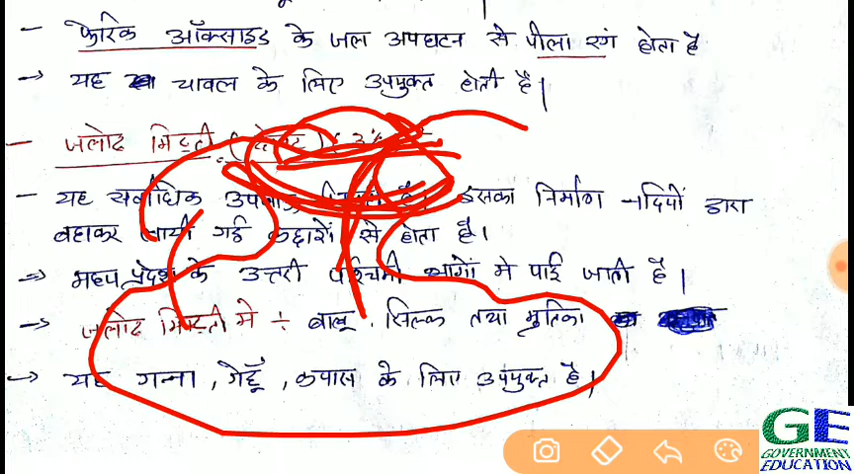 - फेरिक ऑक्साइड के जल अपघटन से पीला रंग होता है
→ यह चावल के लिए उपयुक्त होती है।
- जलोढ मिट्टी
- यह सर्वाधिक उपजाऊ मिट्टी है। इसका निर्माण नदियों द्वारा
बहाकर लायी गई कछारों से होता है।
→ मध्य प्रदेश के उत्तरी पश्चिमी भागों में पाई जाती है।
→ जलोढ मिट्टी में ÷ बालू, सिल्क तथा मृतिका
→ यह गन्ना, गेहूँ, कपास के लिए उपयुक्त है।
GE
GOVERNMENT
EDUCATION